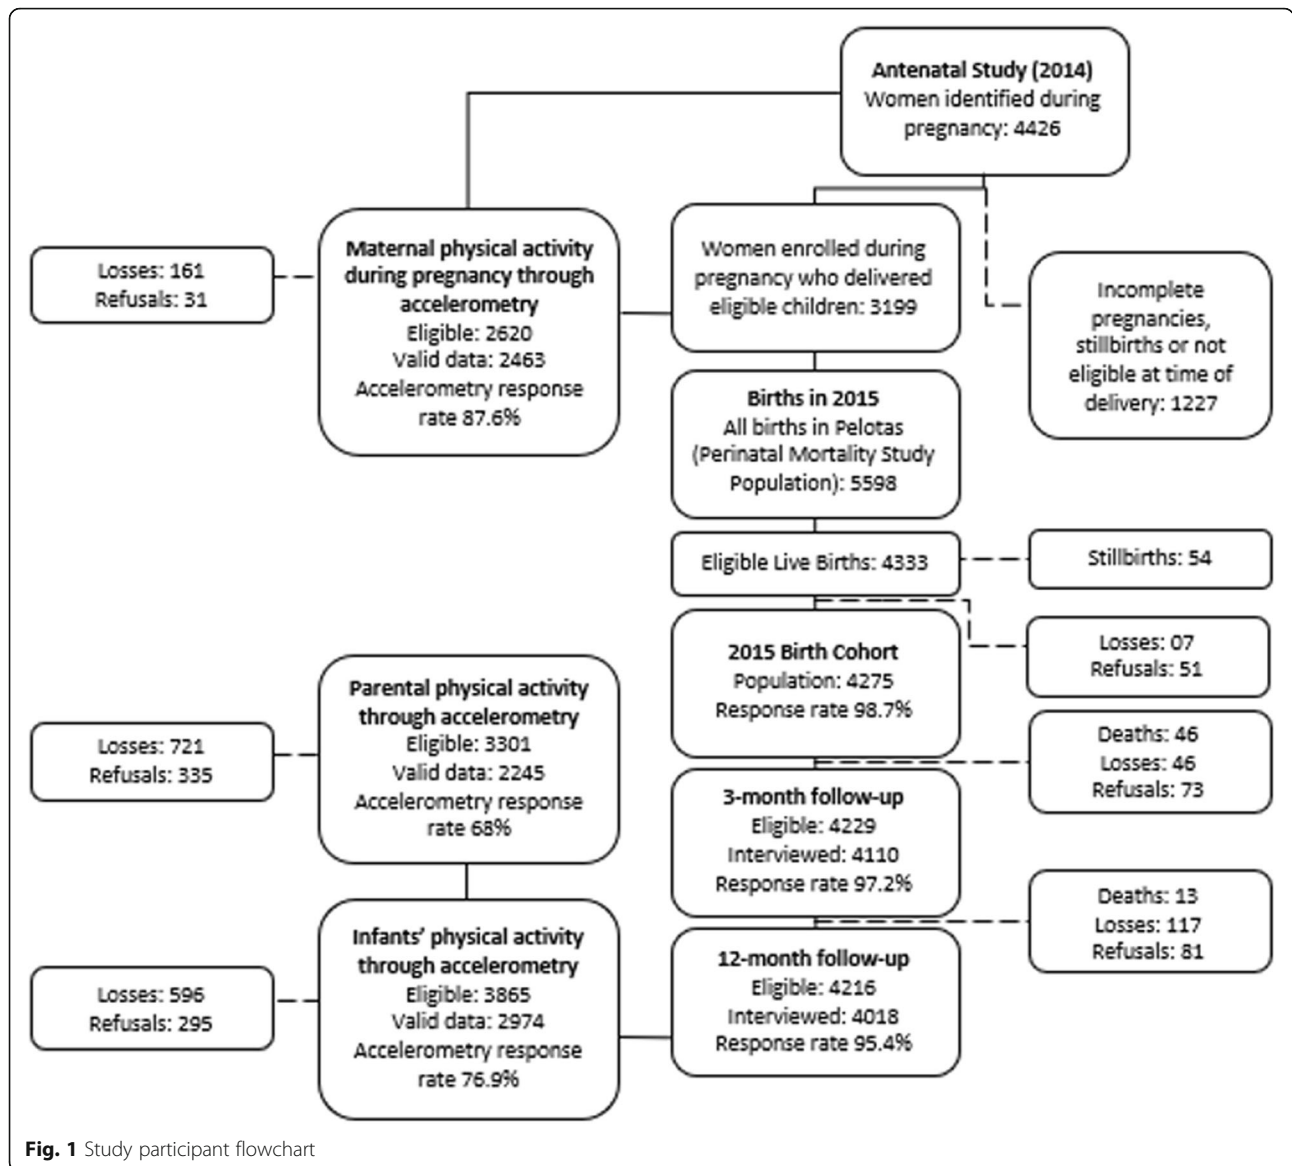 Antenatal Study (2014)
Women identified during
pregnancy: 4426
Maternal physical activity
during pregnancy through
accelerometry
Eligible: 2620
Valid data: 2463
Accelerometry response
rate 87.6%
Losses: 161
Refusals: 31
Women enrolled during
pregnancy who delivered
eligible children: 3199
Incomplete
pregnancies,
stillbirths or not
eligible at time of
delivery: 1227
Births in 2015
All births in Pelotas
(Perinatal Mortality Study
Population): 5598
Eligible Live Births: 4333
Stillbirths: 54
2015 Birth Cohort
Population: 4275
Response rate 98.7%
Losses: 07
Refusals: 51
Parental physical activity
through accelerometry
Eligible: 3301
Valid data: 2245
Accelerometry response
rate 68%
Losses: 721
Refusals: 335
Deaths: 46
Losses: 46
Refusals: 73
3-month follow-up
Eligible: 4229
Interviewed: 4110
Response rate 97.2%
Deaths: 13
Losses: 117
Refusals: 81
Infants’ physical activity
through accelerometry
Eligible: 3865
Valid data: 2974
Accelerometry response
rate 76.9%
Losses: 596
Refusals: 295
12-month follow-up
Eligible: 4216
Interviewed: 4018
Response rate 95.4%
Fig. 1 Study participant flowchart